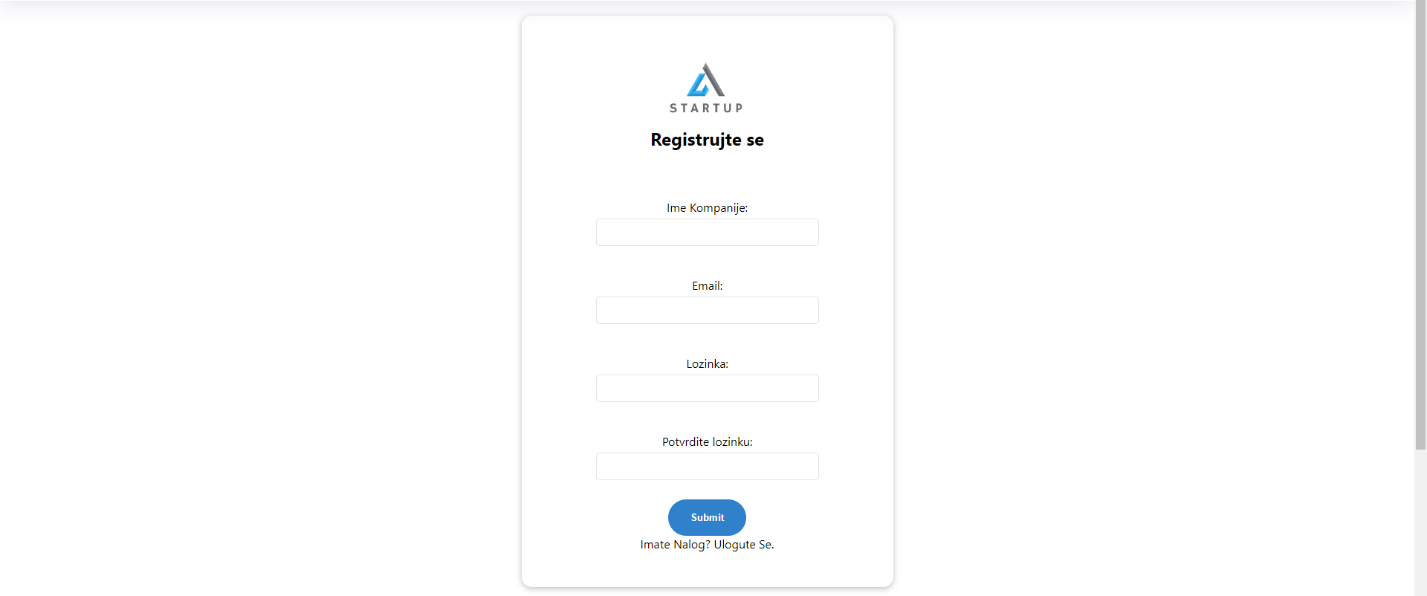 STARTUP
Registrujte se
Ime Kompanije:
Email:
Lozinka:
Potvrdite lozinku:
Submit
Imate Nalog? Ulogute Se.